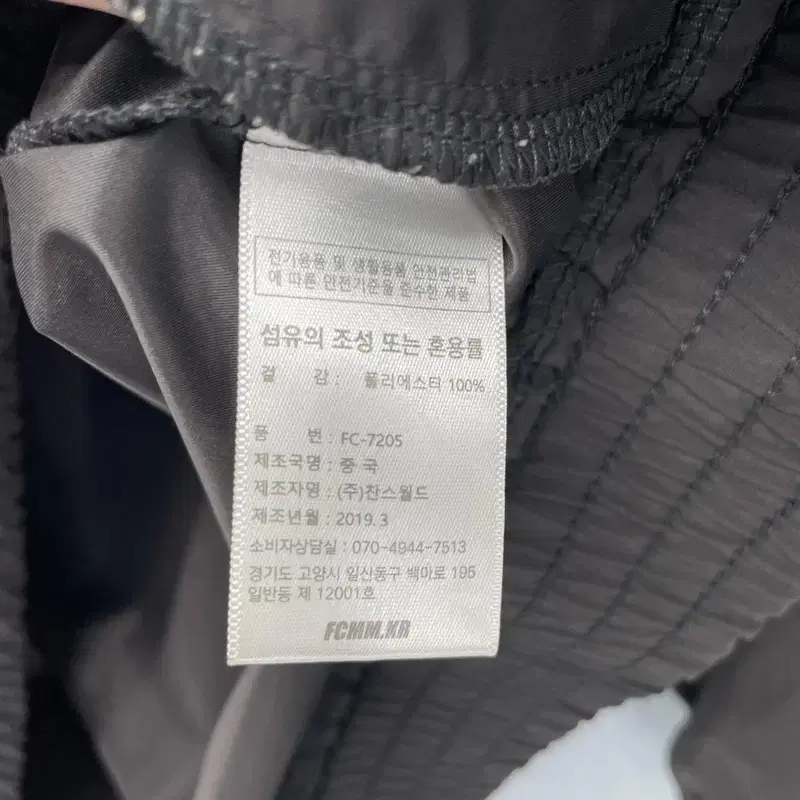 전기용품 및 생활용품 안전관리법
에 따른 안전기준을 준수한 제품
섬유의 조성 또는 혼용률
겉 감 : 폴리에스터 100%
품 번 : FC-7205
제조국명 : 중 국
제조자명 : (주)찬스월드
제조년월 : 2019. 3
소비자상담실 : 070-4944-7513
경기도 고양시 일산동구 백마로 195
일반동 제 12001호
FCMM.KR